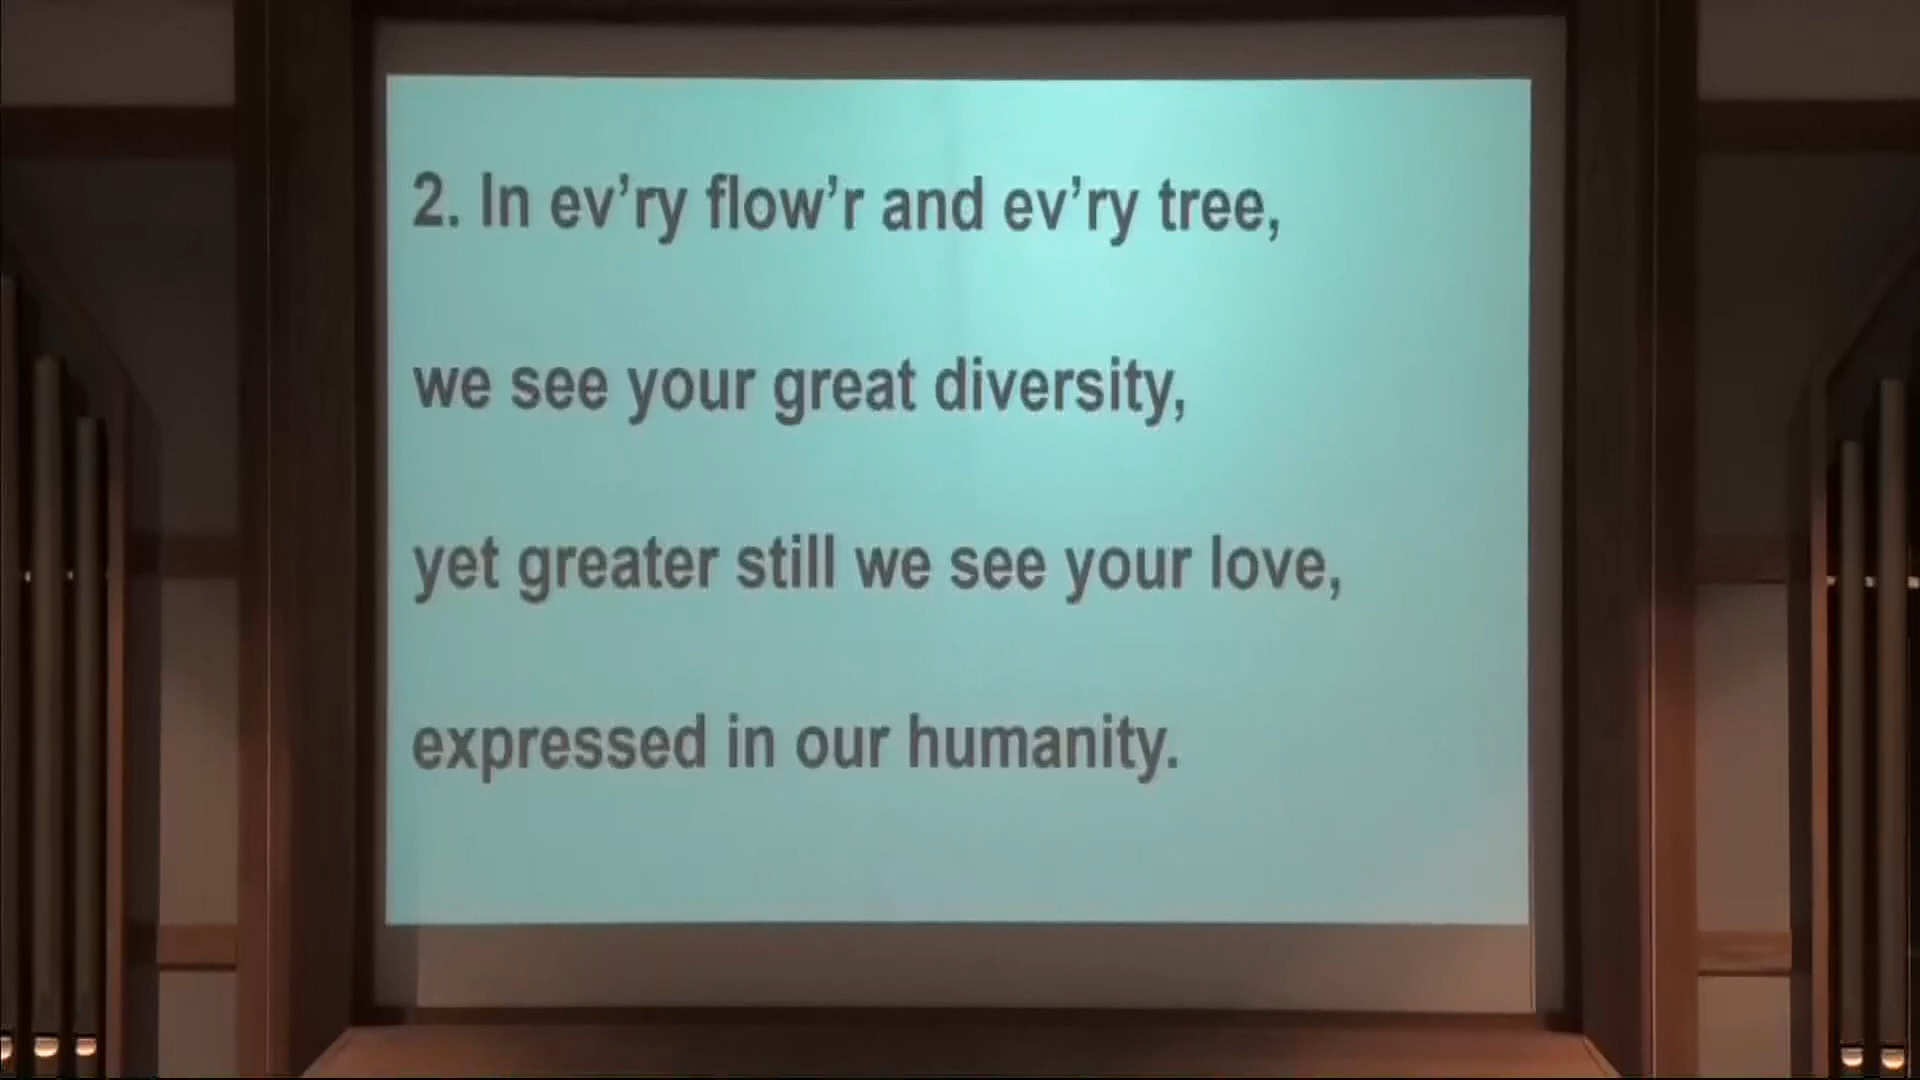 2. In ev’ry flow’r and ev’ry tree,
we see your great diversity,
yet greater still we see your love,
expressed in our humanity.